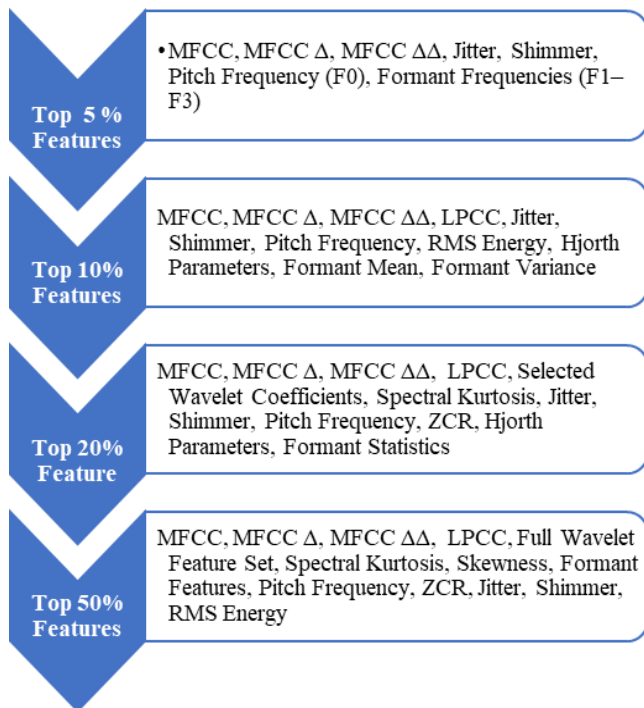 Top 5 %
Features
•MFCC, MFCC Δ, MFCC ΔΔ, Jitter, Shimmer,
Pitch Frequency (F0), Formant Frequencies (F1–
F3)
Top 10%
Features
MFCC, MFCC Δ, MFCC ΔΔ, LPCC, Jitter,
Shimmer, Pitch Frequency, RMS Energy, Hjorth
Parameters, Formant Mean, Formant Variance
Top 20%
Feature
MFCC, MFCC Δ, MFCC ΔΔ, LPCC, Selected
Wavelet Coefficients, Spectral Kurtosis, Jitter,
Shimmer, Pitch Frequency, ZCR, Hjorth
Parameters, Formant Statistics
Top 50%
Features
MFCC, MFCC Δ, MFCC ΔΔ, LPCC, Full Wavelet
Feature Set, Spectral Kurtosis, Skewness, Formant
Features, Pitch Frequency, ZCR, Jitter, Shimmer,
RMS Energy